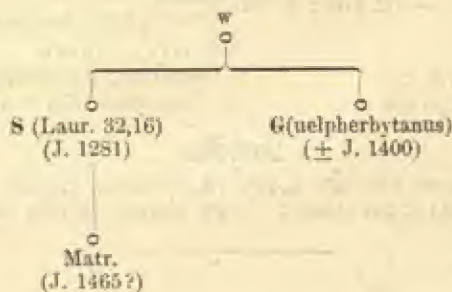 w
S (Laur. 32,16) G(uelpherbytanus)
(J. 1281) (± J. 1400)
Matr.
(J. 1465?)